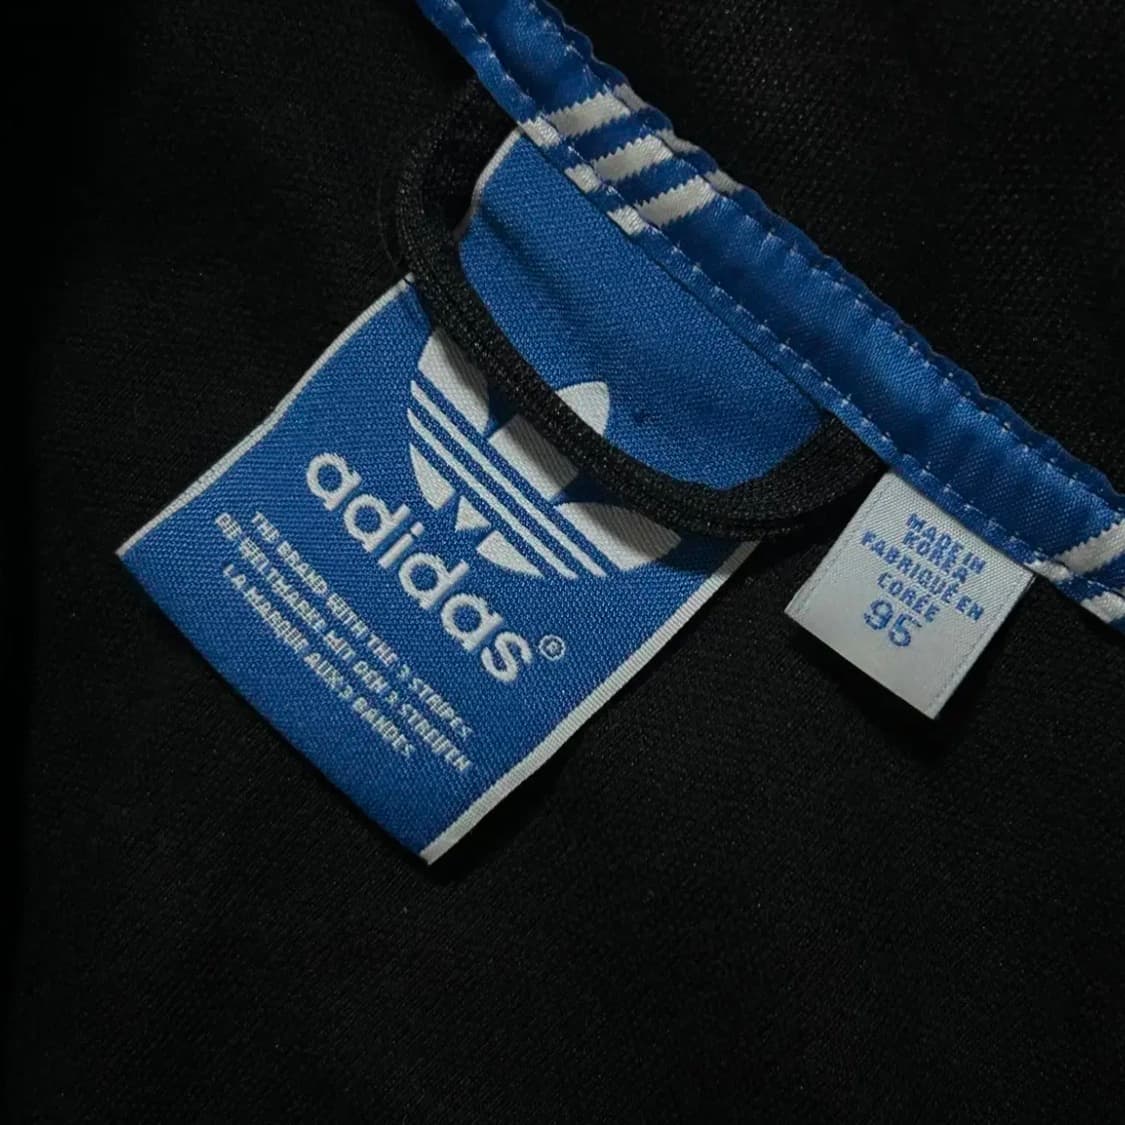 adidas®
THE BRAND WITH THE 3 STRIPES
DIE WELTMARKE MIT DEN 3 STREIFEN
LA MARQUE AUX 3 BANDES
MADE IN
KOREA
FABRIQUÉ EN
CORÉE
95